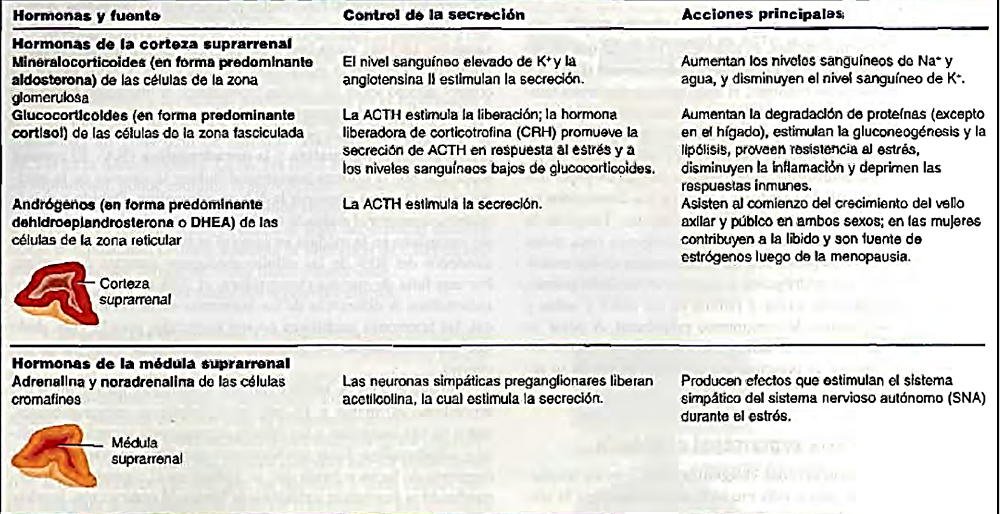 Hormonas y fuente
Control de la secreción
Acciones principales
Hormonas de la corteza suprarrenal
Mineralocorticoides (en forma predominante
aldosterona) de las células de la zona
glomerulosa
El nivel sanguíneo elevado de K+ y la
angiotensina II estimulan la secreción.
Aumentan los niveles sanguíneos de Na+ y
agua, y disminuyen el nivel sanguíneo de K+.
Glucocorticoides (en forma predominante
cortisol) de las células de la zona fasciculada
La ACTH estimula la liberación; la hormona
liberadora de corticotrofina (CRH) promueve la
secreción de ACTH en respuesta al estrés y a
los niveles sanguíneos bajos de glucocorticoides.
Aumentan la degradación de proteínas (excepto
en el hígado), estimulan la gluconeogénesis y la
lipólisis, proveen resistencia al estrés,
disminuyen la inflamación y deprimen las
respuestas inmunes.
Andrógenos (en forma predominante
dehidroepiandrosterona o DHEA) de las
células de la zona reticular
La ACTH estimula la secreción.
Asisten al comienzo del crecimiento del vello
axilar y púbico en ambos sexos; en las mujeres
contribuyen a la libido y son fuente de
estrógenos luego de la menopausia.
Corteza
suprarrenal
Hormonas de la médula suprarrenal
Adrenalina y noradrenalina de las células
cromafines
Las neuronas simpáticas preganglionares liberan
acetilcolina, la cual estimula la secreción.
Producen efectos que estimulan el sistema
simpático del sistema nervioso autónomo (SNA)
durante el estrés.
Médula
suprarrenal